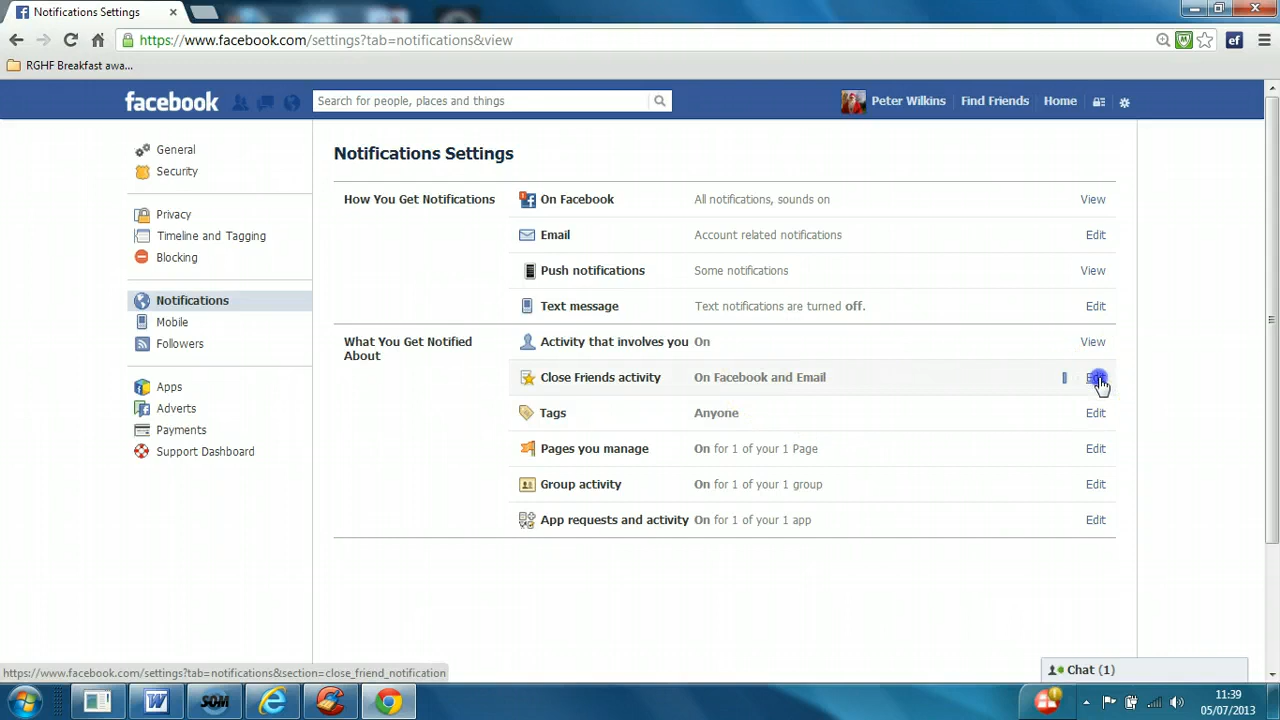 Notifications Settings
https://www.facebook.com/settings?tab=notifications&view
ef
RGHF Breakfast awa...
facebook
Search for people, places and things
Peter Wilkins
Find Friends
Home
General
Security
Privacy
Timeline and Tagging
Blocking
Notifications
Mobile
Followers
Apps
Adverts
Payments
Support Dashboard
Notifications Settings
How You Get Notifications
On Facebook All notifications, sounds on View
Email Account related notifications Edit
Push notifications Some notifications View
Text message Text notifications are turned off. Edit
What You Get Notified
About
Activity that involves you On View
Close Friends activity On Facebook and Email
Tags Anyone Edit
Pages you manage On for 1 of your 1 Page Edit
Group activity On for 1 of your 1 group Edit
App requests and activity On for 1 of your 1 app Edit
https://www.facebook.com/settings?tab=notifications&section=close_friend_notification
Chat (1)
SOM
11:39
05/07/2013